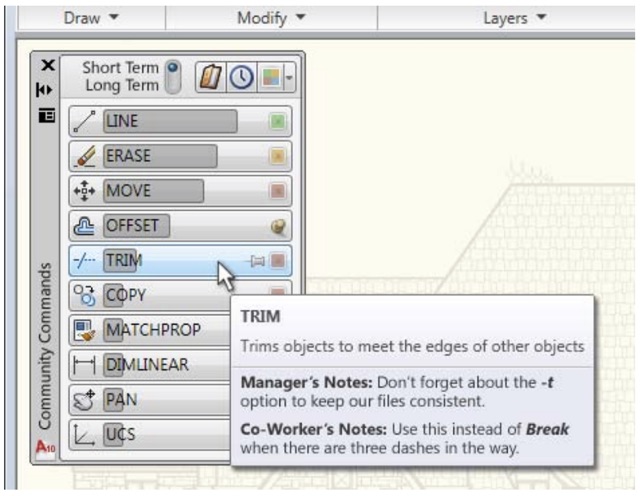 Draw Modify Layers
Short Term
Long Term
LINE
ERASE
MOVE
OFFSET
TRIM
COPY
MATCHPROP
DIMLINEAR
PAN
UCS
Community Commands
A10
TRIM
Trims objects to meet the edges of other objects
Manager's Notes: Don't forget about the -t
option to keep our files consistent.
Co-Worker's Notes: Use this instead of Break
when there are three dashes in the way.